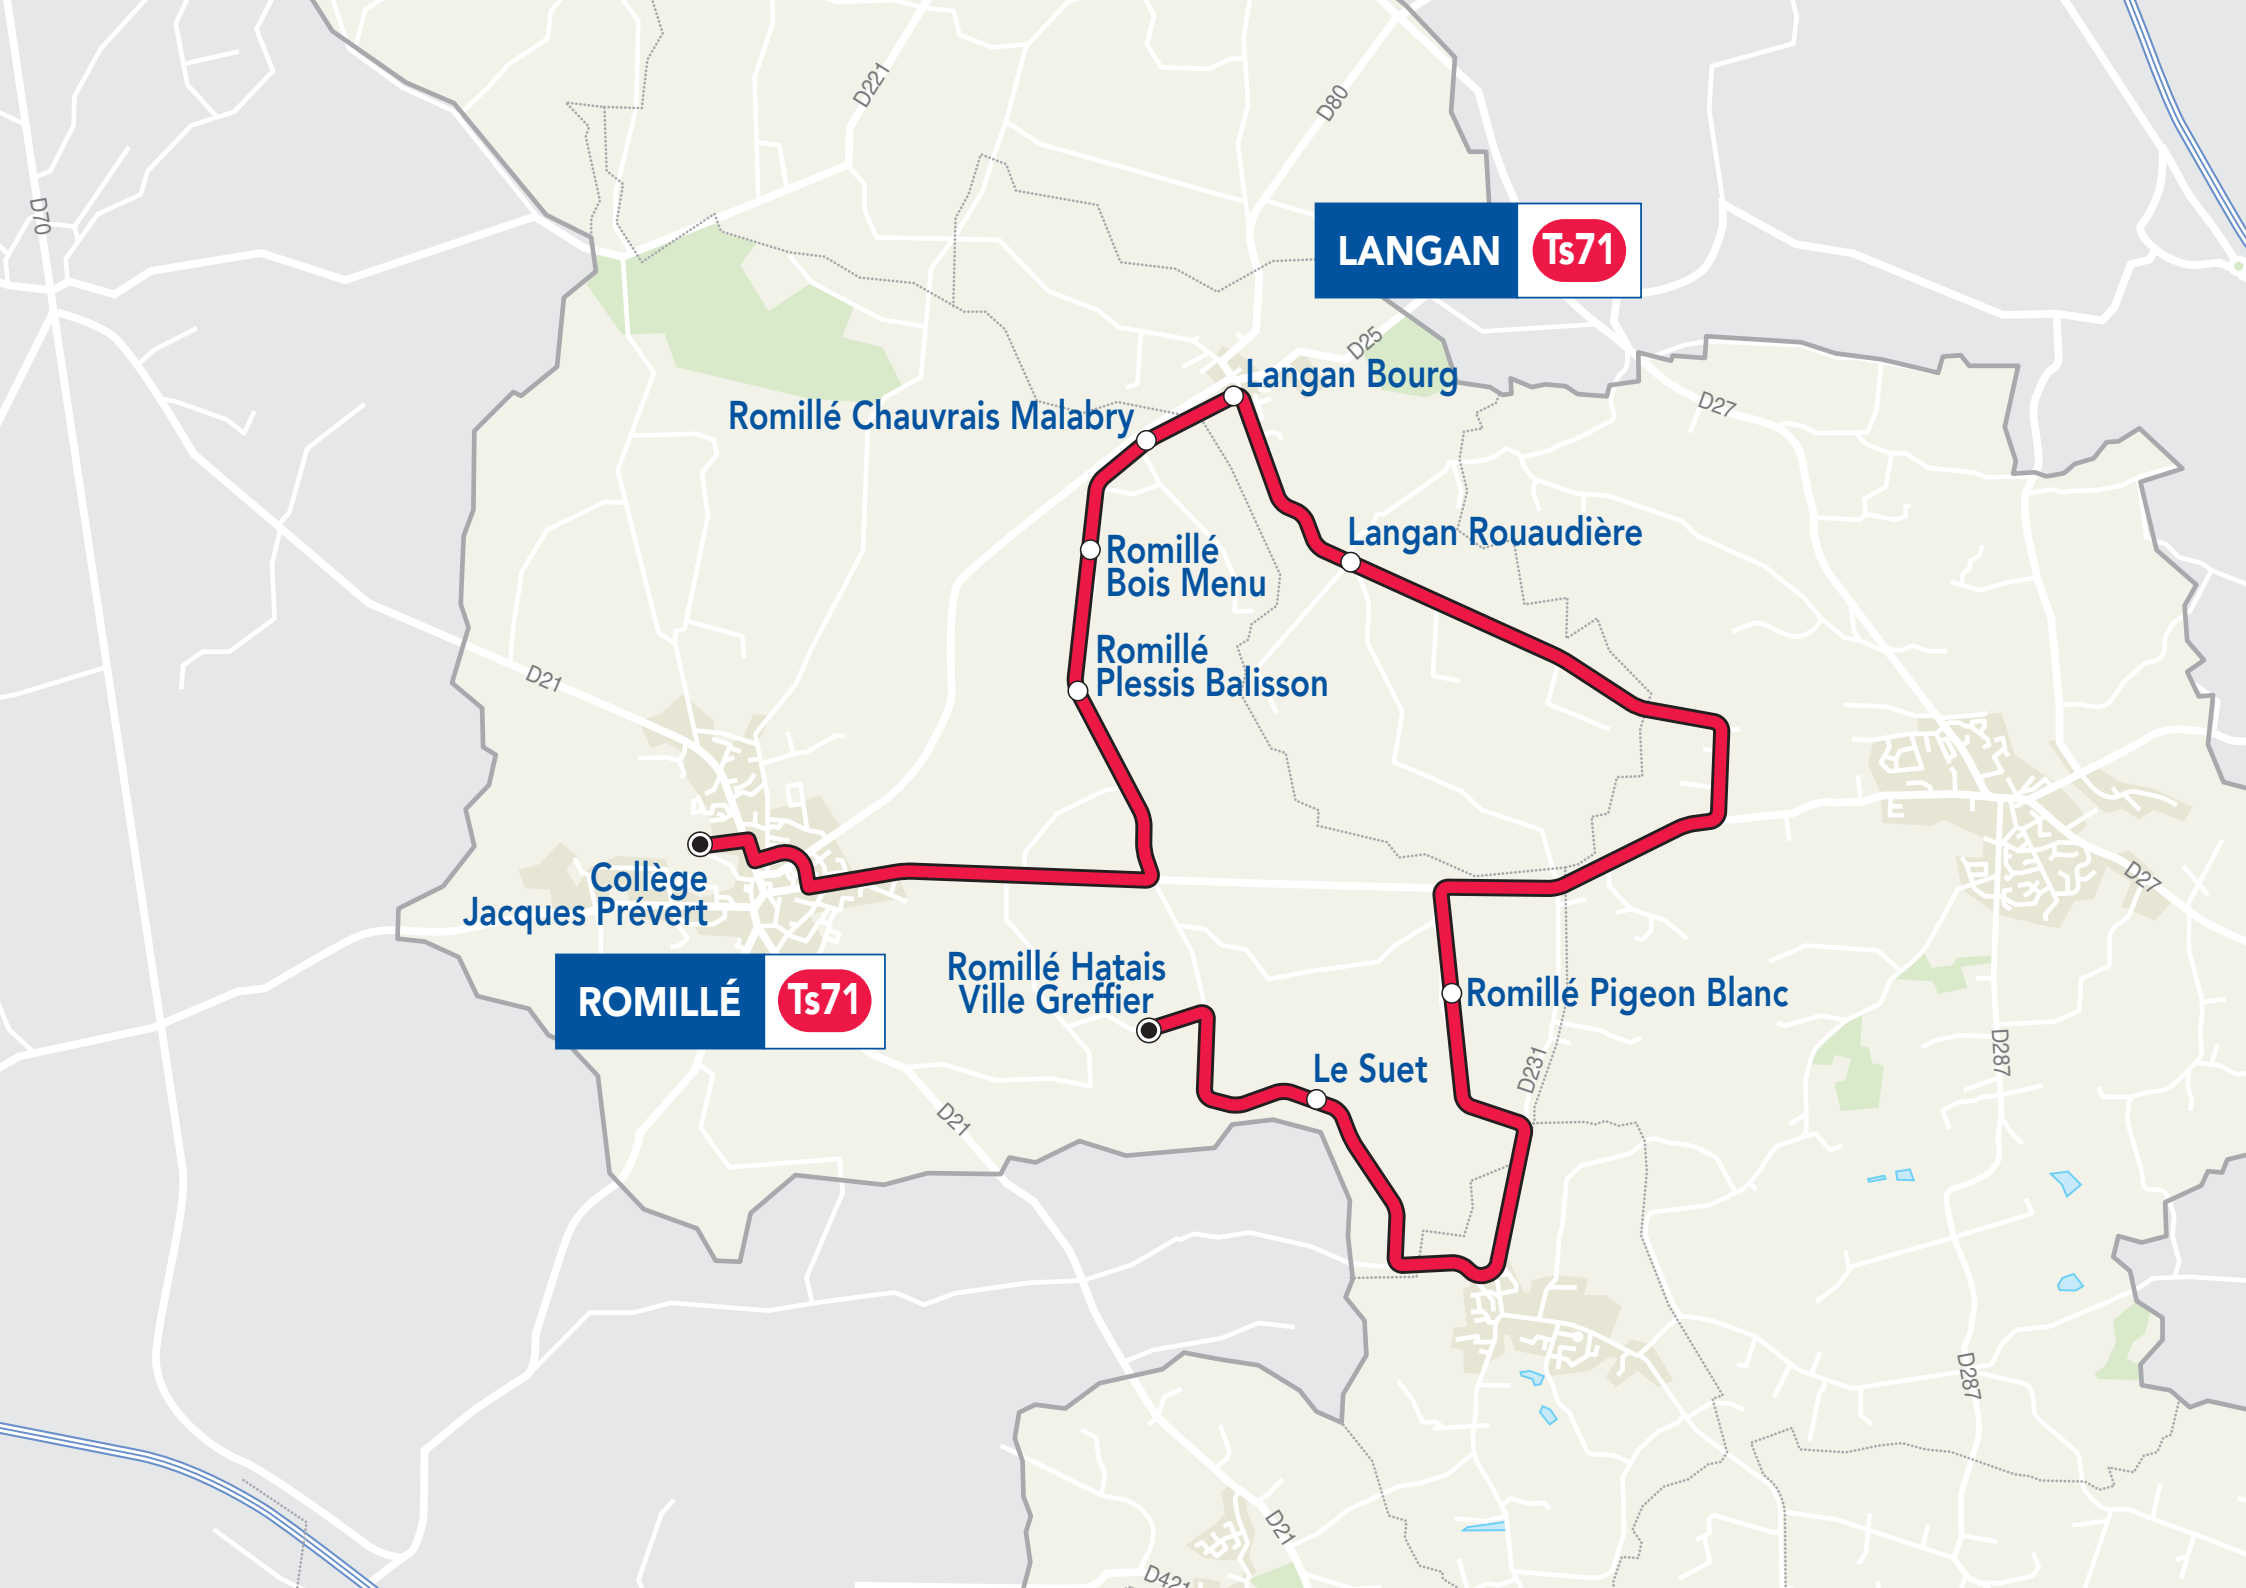 D221
D80
D70
LANGAN Ts71
D25
Langan Bourg
D27
Romillé Chauvrais Malabry
Langan Rouaudière
Romillé
Bois Menu
Romillé
Plessis Balisson
D21
Collège
Jacques Prévert
D27
ROMILLÉ Ts71
Romillé Hatais
Ville Greffier
Romillé Pigeon Blanc
Le Suet
D231
D287
D21
D287
D21
D421